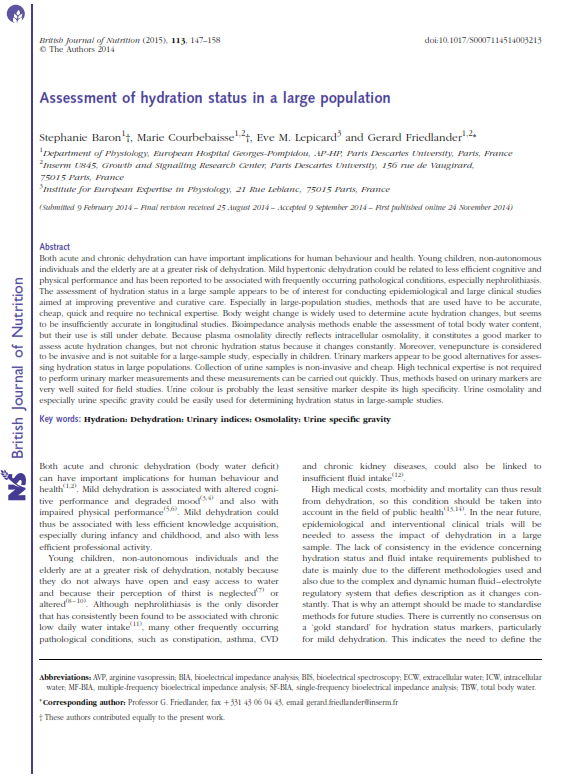 British Journal of Nutrition (2015), 113, 147–158
doi:10.1017/S0007114514003213
© The Authors 2014
Assessment of hydration status in a large population
Stephanie Baron1†, Marie Courbebaisse1,2†, Eve M. Lepicard3 and Gerard Friedlander1,2*
1Department of Physiology, European Hospital Georges-Pompidou, AP-HP, Paris Descartes University, Paris, France
2Inserm U845, Growth and Signalling Research Center, Paris Descartes University, 156 rue de Vaugirard,
75015 Paris, France
3Institute for European Expertise in Physiology, 21 Rue Leblanc, 75015 Paris, France
(Submitted 9 February 2014 – Final revision received 25 August 2014 – Accepted 9 September 2014 – First published online 24 November 2014)
Abstract
Both acute and chronic dehydration can have important implications for human behaviour and health. Young children, non-autonomous
individuals and the elderly are at a greater risk of dehydration. Mild hypertonic dehydration could be related to less efficient cognitive and
physical performance and has been reported to be associated with frequently occurring pathological conditions, especially nephrolithiasis.
The assessment of hydration status in a large sample appears to be of interest for conducting epidemiological and large clinical studies
aimed at improving preventive and curative care. Especially in large-population studies, methods that are used have to be accurate,
cheap, quick and require no technical expertise. Body weight change is widely used to determine acute hydration changes, but seems
to be insufficiently accurate in longitudinal studies. Bioimpedance analysis methods enable the assessment of total body water content,
but their use is still under debate. Because plasma osmolality directly reflects intracellular osmolality, it constitutes a good marker to
assess acute hydration changes, but not chronic hydration status because it changes constantly. Moreover, venepuncture is considered
to be invasive and is not suitable for a large-sample study, especially in children. Urinary markers appear to be good alternatives for asses-
sing hydration status in large populations. Collection of urine samples is non-invasive and cheap. High technical expertise is not required
to perform urinary marker measurements and these measurements can be carried out quickly. Thus, methods based on urinary markers are
very well suited for field studies. Urine colour is probably the least sensitive marker despite its high specificity. Urine osmolality and
especially urine specific gravity could be easily used for determining hydration status in large-sample studies.
Key words: Hydration: Dehydration: Urinary indices: Osmolality: Urine specific gravity
Both acute and chronic dehydration (body water deficit)
can have important implications for human behaviour and
health(1,2). Mild dehydration is associated with altered cogni-
tive performance and degraded mood(3,4) and also with
impaired physical performance(5,6). Mild dehydration could
thus be associated with less efficient knowledge acquisition,
especially during infancy and childhood, and also with less
efficient professional activity.
Young children, non-autonomous individuals and the
elderly are at a greater risk of dehydration, notably because
they do not always have open and easy access to water
and because their perception of thirst is neglected(7) or
altered(8–10). Although nephrolithiasis is the only disorder
that has consistently been found to be associated with chronic
low daily water intake(11), many other frequently occurring
pathological conditions, such as constipation, asthma, CVD
and chronic kidney diseases, could also be linked to
insufficient fluid intake(12).
High medical costs, morbidity and mortality can thus result
from dehydration, so this condition should be taken into
account in the field of public health(13,14). In the near future,
epidemiological and interventional clinical trials will be
needed to assess the impact of dehydration in a large
sample. The lack of consistency in the evidence concerning
hydration status and fluid intake requirements published to
date is mainly due to the different methodologies used and
also due to the complex and dynamic human fluid–electrolyte
regulatory system that defies description as it changes con-
stantly. That is why an attempt should be made to standardise
methods for future studies. There is currently no consensus on
a 'gold standard' for hydration status markers, particularly
for mild dehydration. This indicates the need to define the
Abbreviations: AVP, arginine vasopressin; BIA, bioelectrical impedance analysis; BIS, bioelectrical spectroscopy; ECW, extracellular water; ICW, intracellular
water; MF-BIA, multiple-frequency bioelectrical impedance analysis; SF-BIA, single-frequency bioelectrical impedance analysis; TBW, total body water.
*Corresponding author: Professor G. Friedlander, fax +331 43 06 04 43, email gerard.friedlander@inserm.fr
† These authors contributed equally to the present work.
British Journal of Nutrition
NS